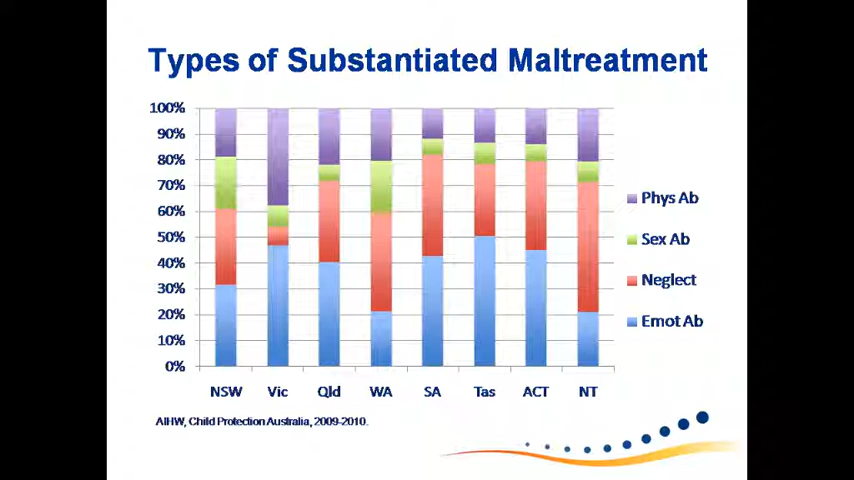 Types of Substantiated Maltreatment
100%
90%
80%
70%
60%
50%
40%
30%
20%
10%
0%
NSW Vic Qld WA SA Tas ACT NT
Phys Ab
Sex Ab
Neglect
Emot Ab
AIHW, Child Protection Australia, 2009-2010.